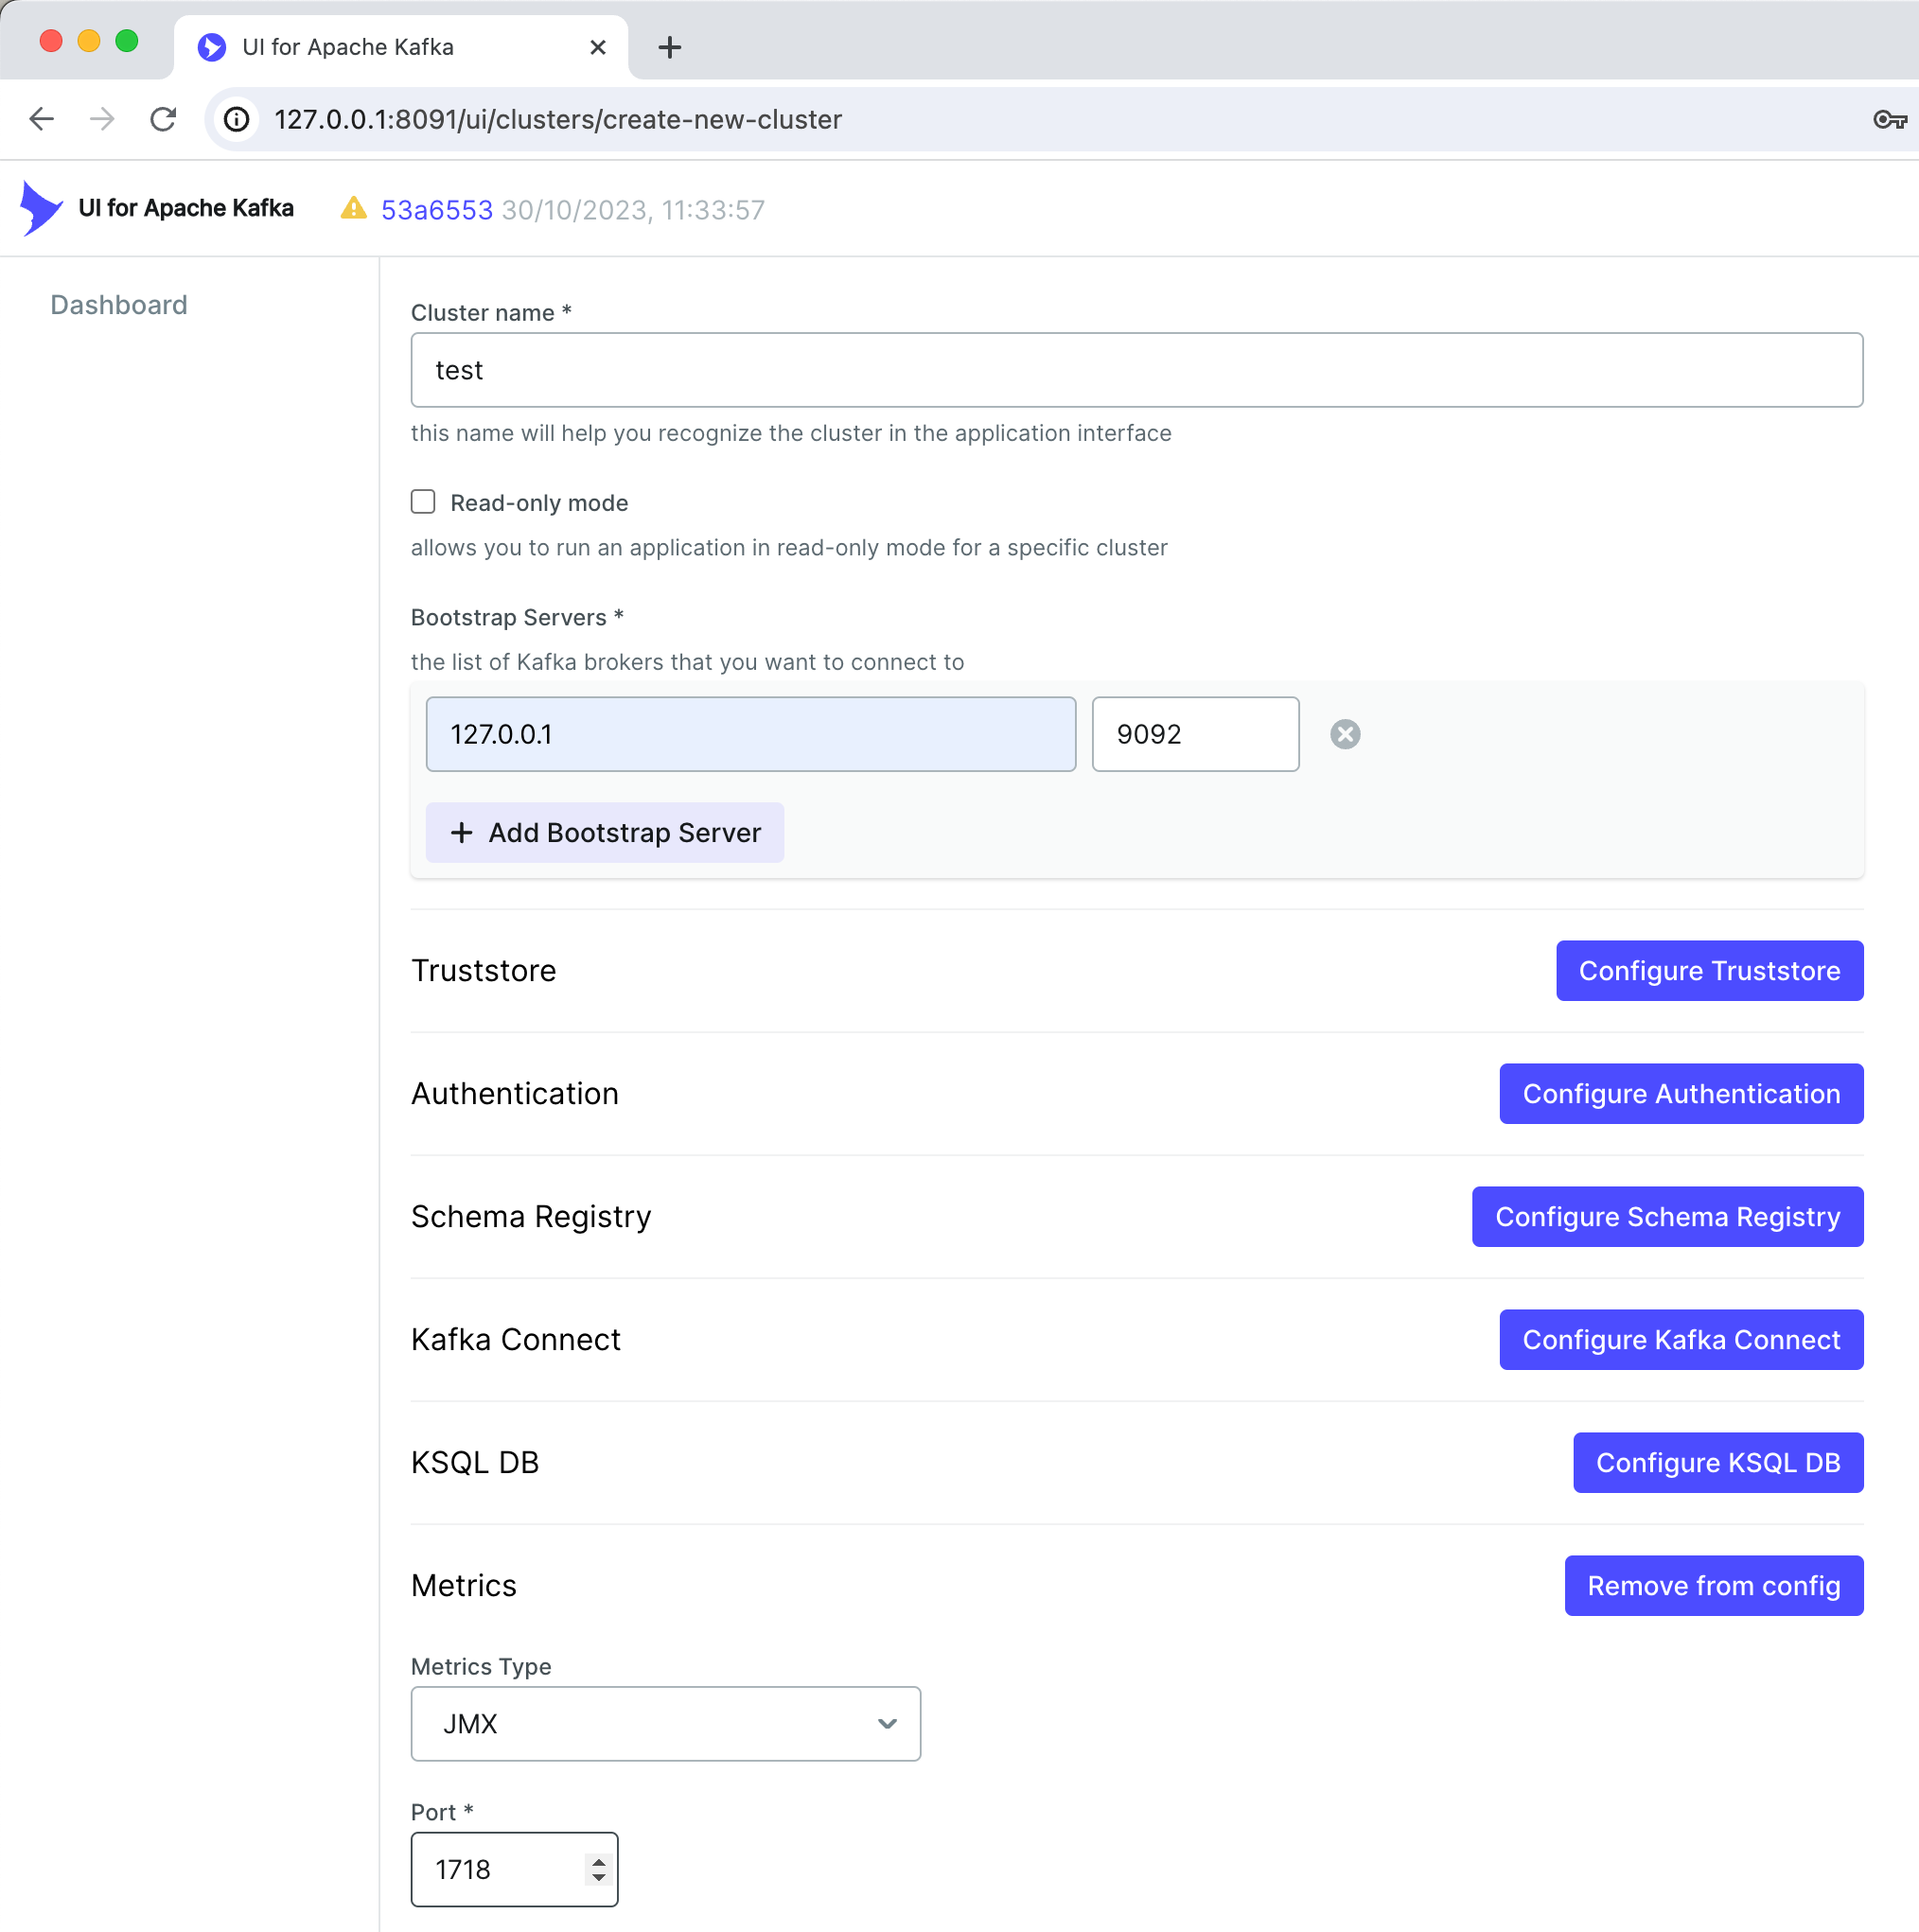 UI for Apache Kafka
127.0.0.1:8091/ui/clusters/create-new-cluster
UI for Apache Kafka 53a6553 30/10/2023, 11:33:57
Dashboard
Cluster name *
test
this name will help you recognize the cluster in the application interface
Read-only mode
allows you to run an application in read-only mode for a specific cluster
Bootstrap Servers *
the list of Kafka brokers that you want to connect to
127.0.0.1 9092
+ Add Bootstrap Server
Truststore Configure Truststore
Authentication Configure Authentication
Schema Registry Configure Schema Registry
Kafka Connect Configure Kafka Connect
KSQL DB Configure KSQL DB
Metrics Remove from config
Metrics Type
JMX
Port *
1718